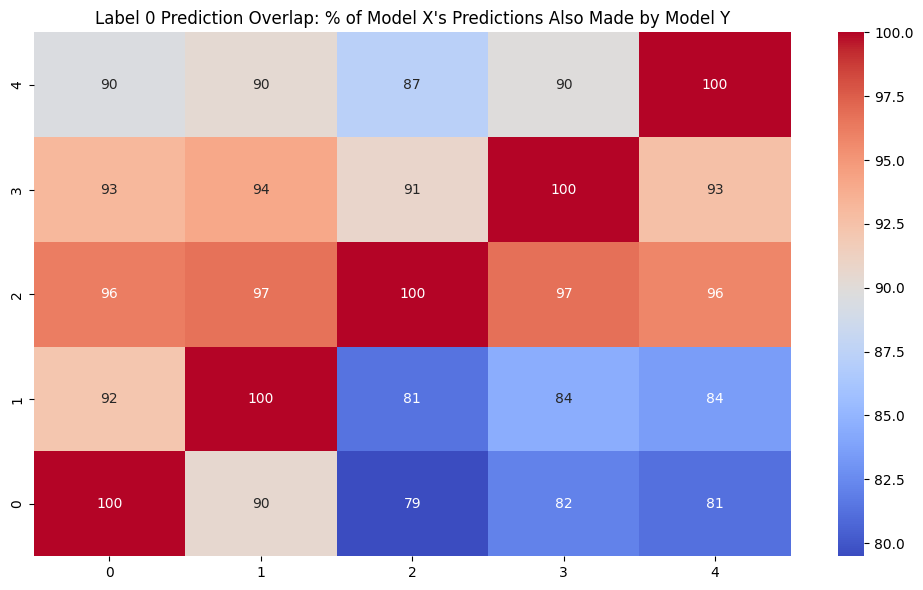 Label 0 Prediction Overlap: % of Model X's Predictions Also Made by Model Y
4 90 90 87 90 100
3 93 94 91 100 93
2 96 97 100 97 96
1 92 100 81 84 84
0 100 90 79 82 81
0 1 2 3 4
100.0
97.5
95.0
92.5
90.0
87.5
85.0
82.5
80.0